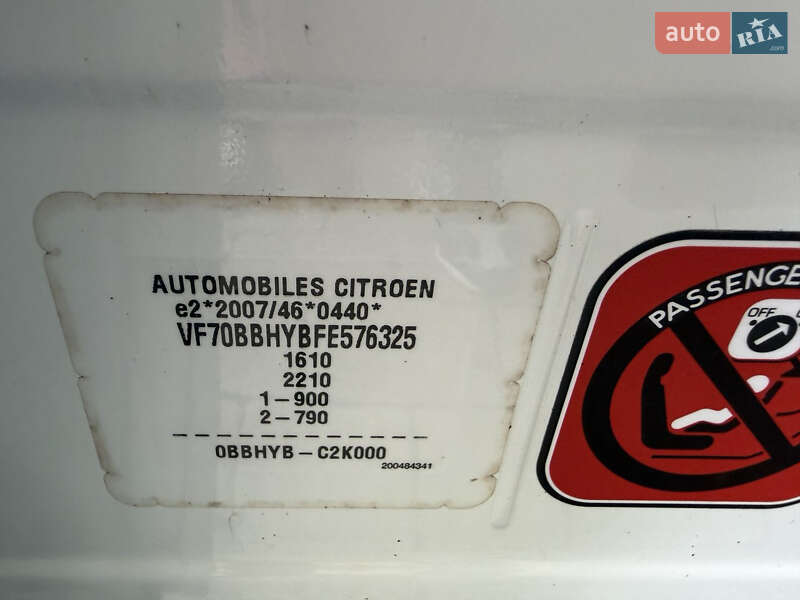 auto RIA .com
AUTOMOBILES CITROEN
e2*2007/46*0440*
VF70BBHYBFE576325
1610
2210
1-900
2-790
0BBHYB-C2K000
200484341
PASSENGE
OFF